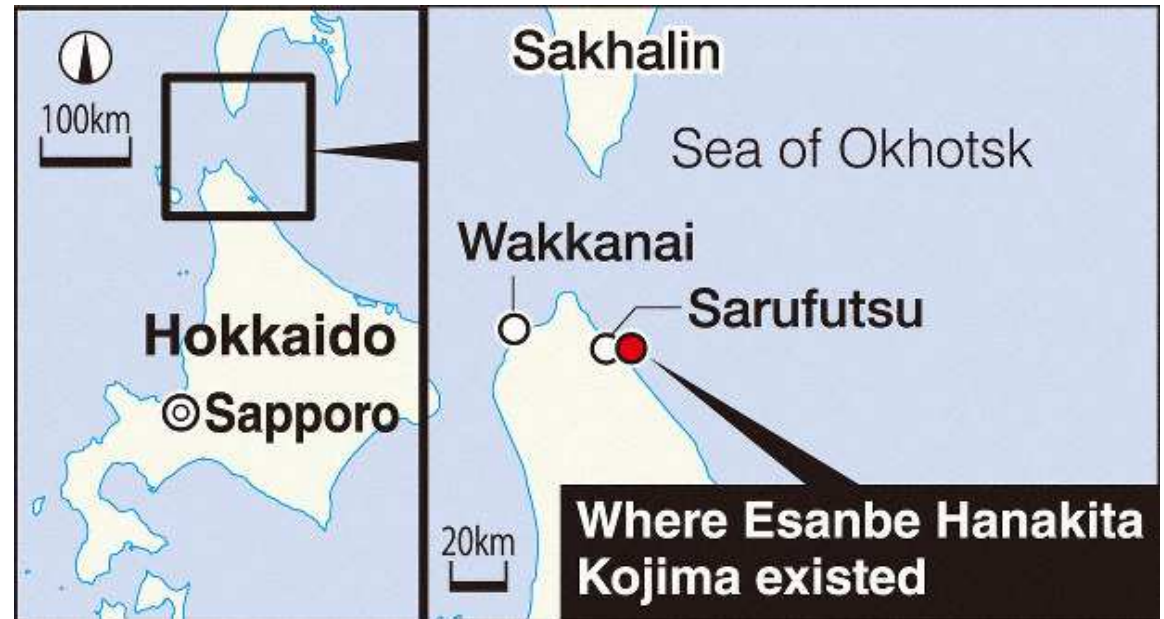 100km
Hokkaido
Sapporo
Sakhalin
Sea of Okhotsk
Wakkanai
Sarufutsu
20km
Where Esanbe Hanakita
Kojima existed